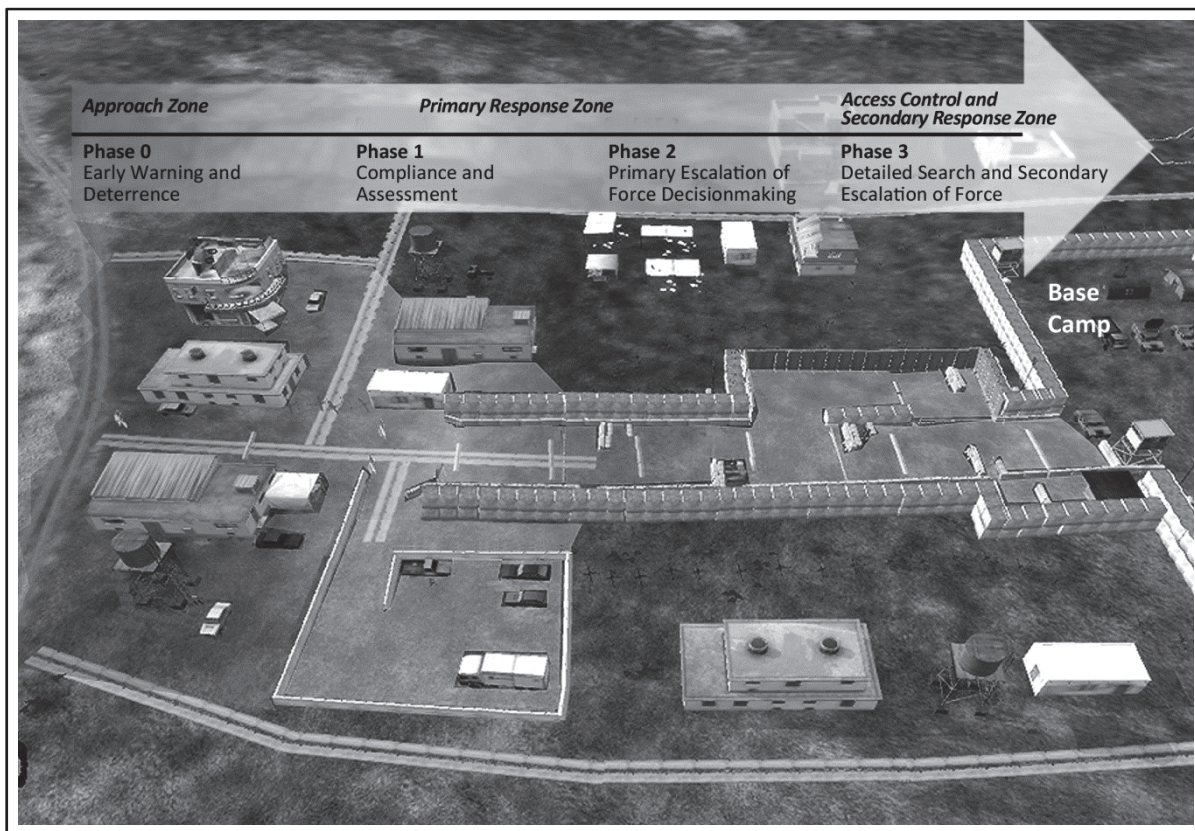 Approach Zone
Primary Response Zone
Access Control and
Secondary Response Zone
Phase 0
Early Warning and
Deterrence
Phase 1
Compliance and
Assessment
Phase 2
Primary Escalation of
Force Decisionmaking
Phase 3
Detailed Search and Secondary
Escalation of Force
Base
Camp